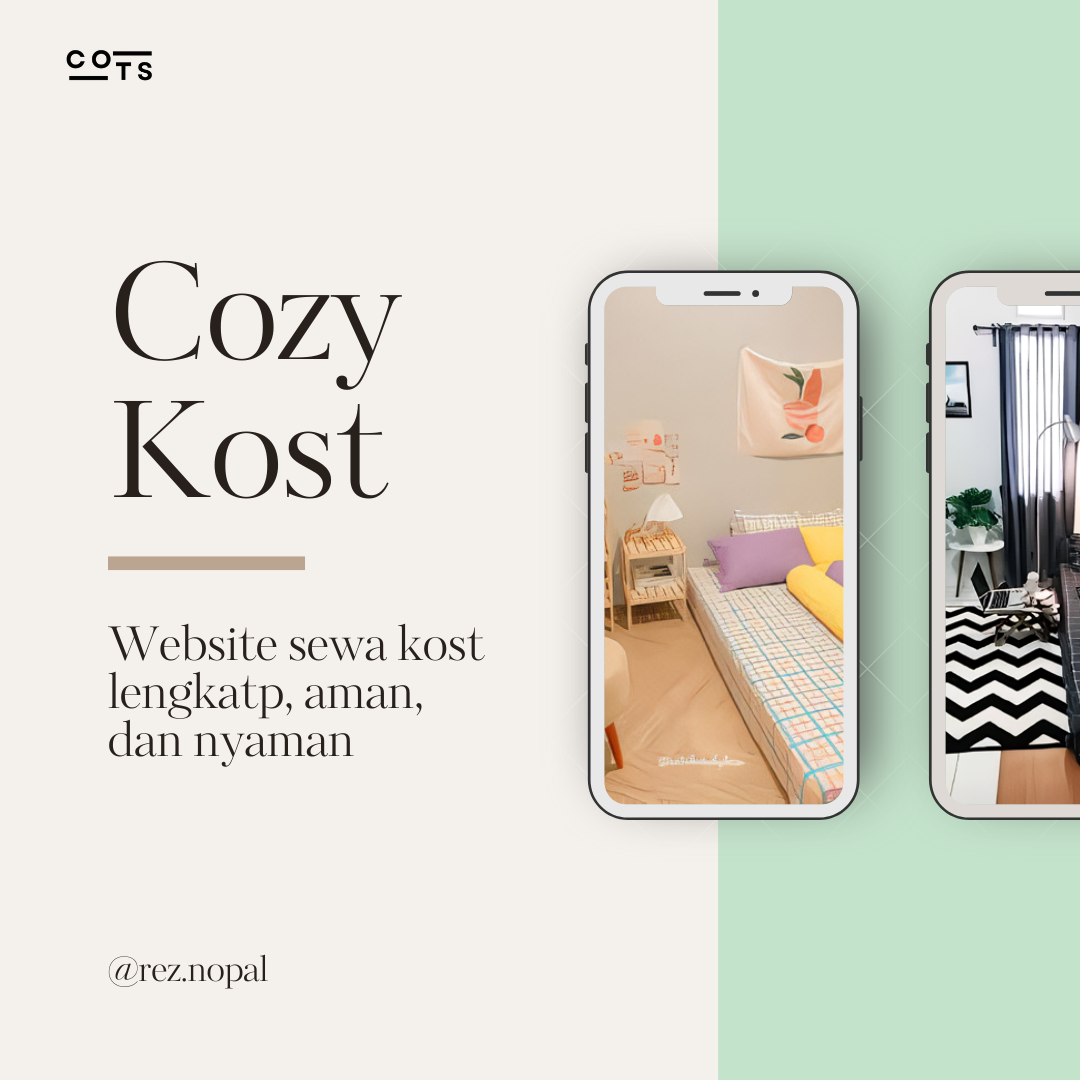 COTS
Cozy
Kost
Website sewa kost
lengkatp, aman,
dan nyaman
@rez.nopal